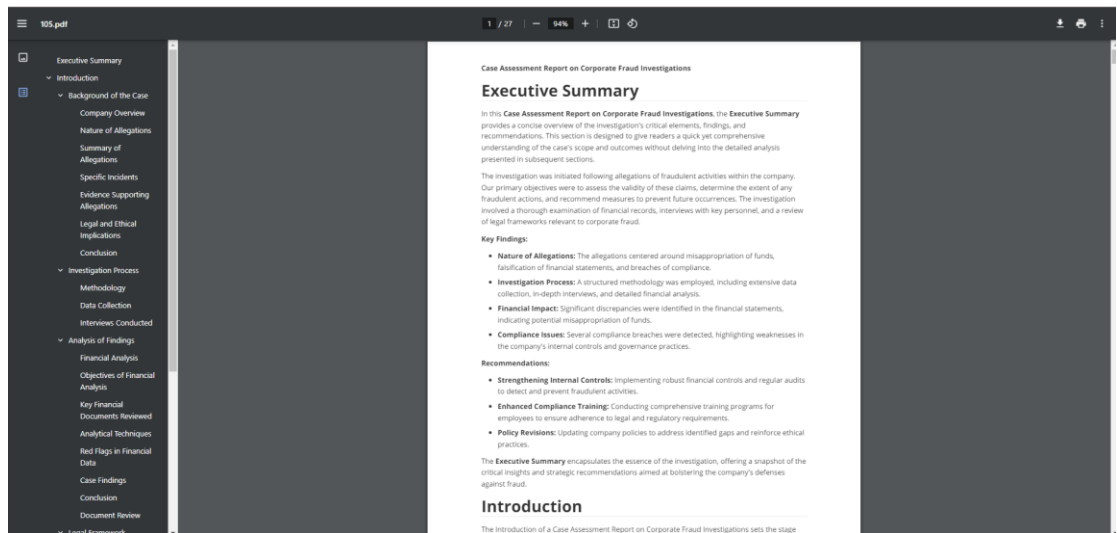 105.pdf
1 / 27
94%
Executive Summary
Introduction
Background of the Case
Company Overview
Nature of Allegations
Summary of
Allegations
Specific Incidents
Evidence Supporting
Allegations
Legal and Ethical
Implications
Conclusion
Investigation Process
Methodology
Data Collection
Interviews Conducted
Analysis of Findings
Financial Analysis
Objectives of Financial
Analysis
Key Financial
Documents Reviewed
Analytical Techniques
Red Flags in Financial
Data
Case Findings
Conclusion
Document Review
Legal Framework
Case Assessment Report on Corporate Fraud Investigations
Executive Summary
In this Case Assessment Report on Corporate Fraud Investigations, the Executive Summary
provides a concise overview of the investigation's critical elements, findings, and
recommendations. This section is designed to give readers a quick yet comprehensive
understanding of the case's scope and outcomes without delving into the detailed analysis
presented in subsequent sections.
The investigation was initiated following allegations of fraudulent activities within the company.
Our primary objectives were to assess the validity of these claims, determine the extent of any
fraudulent actions, and recommend measures to prevent future occurrences. The investigation
involved a thorough examination of financial records, interviews with key personnel, and a review
of legal frameworks relevant to corporate fraud.
Key Findings:
• Nature of Allegations: The allegations centered around misappropriation of funds,
falsification of financial statements, and breaches of compliance.
• Investigation Process: A structured methodology was employed, including extensive data
collection, in-depth interviews, and detailed financial analysis.
• Financial Impact: Significant discrepancies were identified in the financial statements,
indicating potential misappropriation of funds.
• Compliance Issues: Several compliance breaches were detected, highlighting weaknesses in
the company's internal controls and governance practices.
Recommendations:
• Strengthening Internal Controls: Implementing robust financial controls and regular audits
to detect and prevent fraudulent activities.
• Enhanced Compliance Training: Conducting comprehensive training programs for
employees to ensure adherence to legal and regulatory requirements.
• Policy Revisions: Updating company policies to address identified gaps and reinforce ethical
practices.
The Executive Summary encapsulates the essence of the investigation, offering a snapshot of the
critical insights and strategic recommendations aimed at bolstering the company's defenses
against fraud.
Introduction
The Introduction of a Case Assessment Report on Corporate Fraud Investigations sets the stage